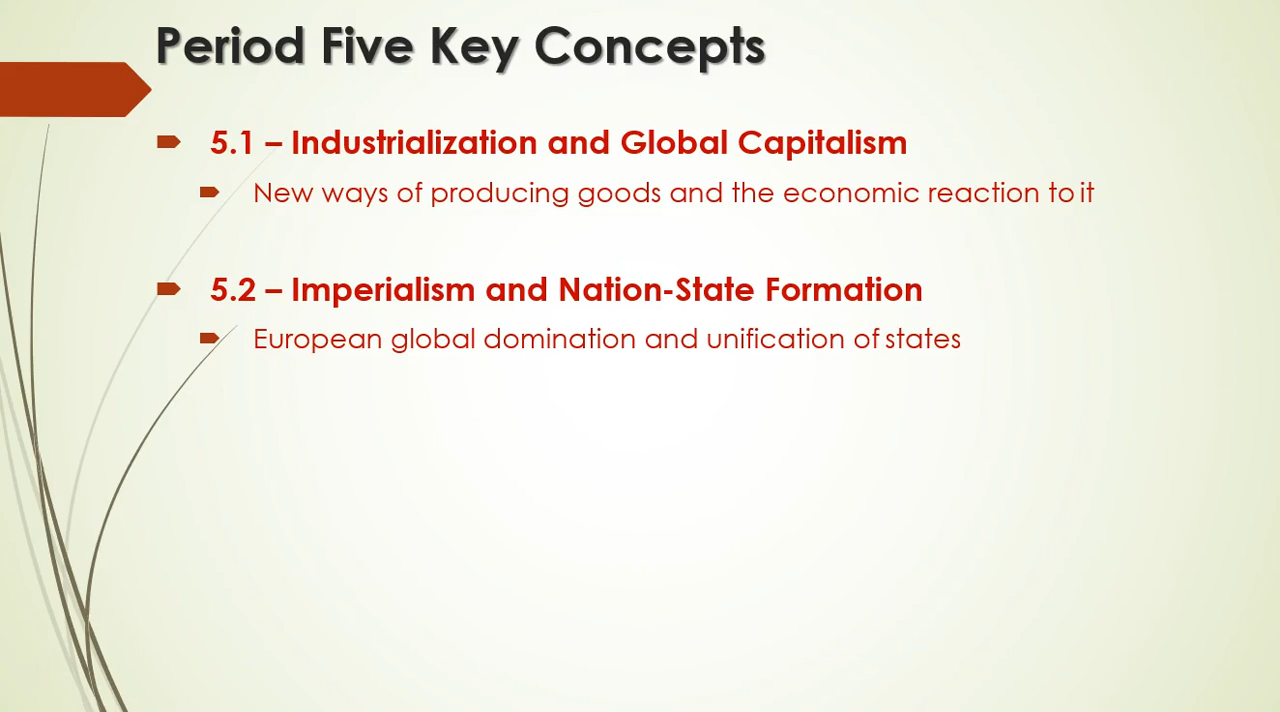 Period Five Key Concepts
5.1 – Industrialization and Global Capitalism
New ways of producing goods and the economic reaction to it
5.2 – Imperialism and Nation-State Formation
European global domination and unification of states